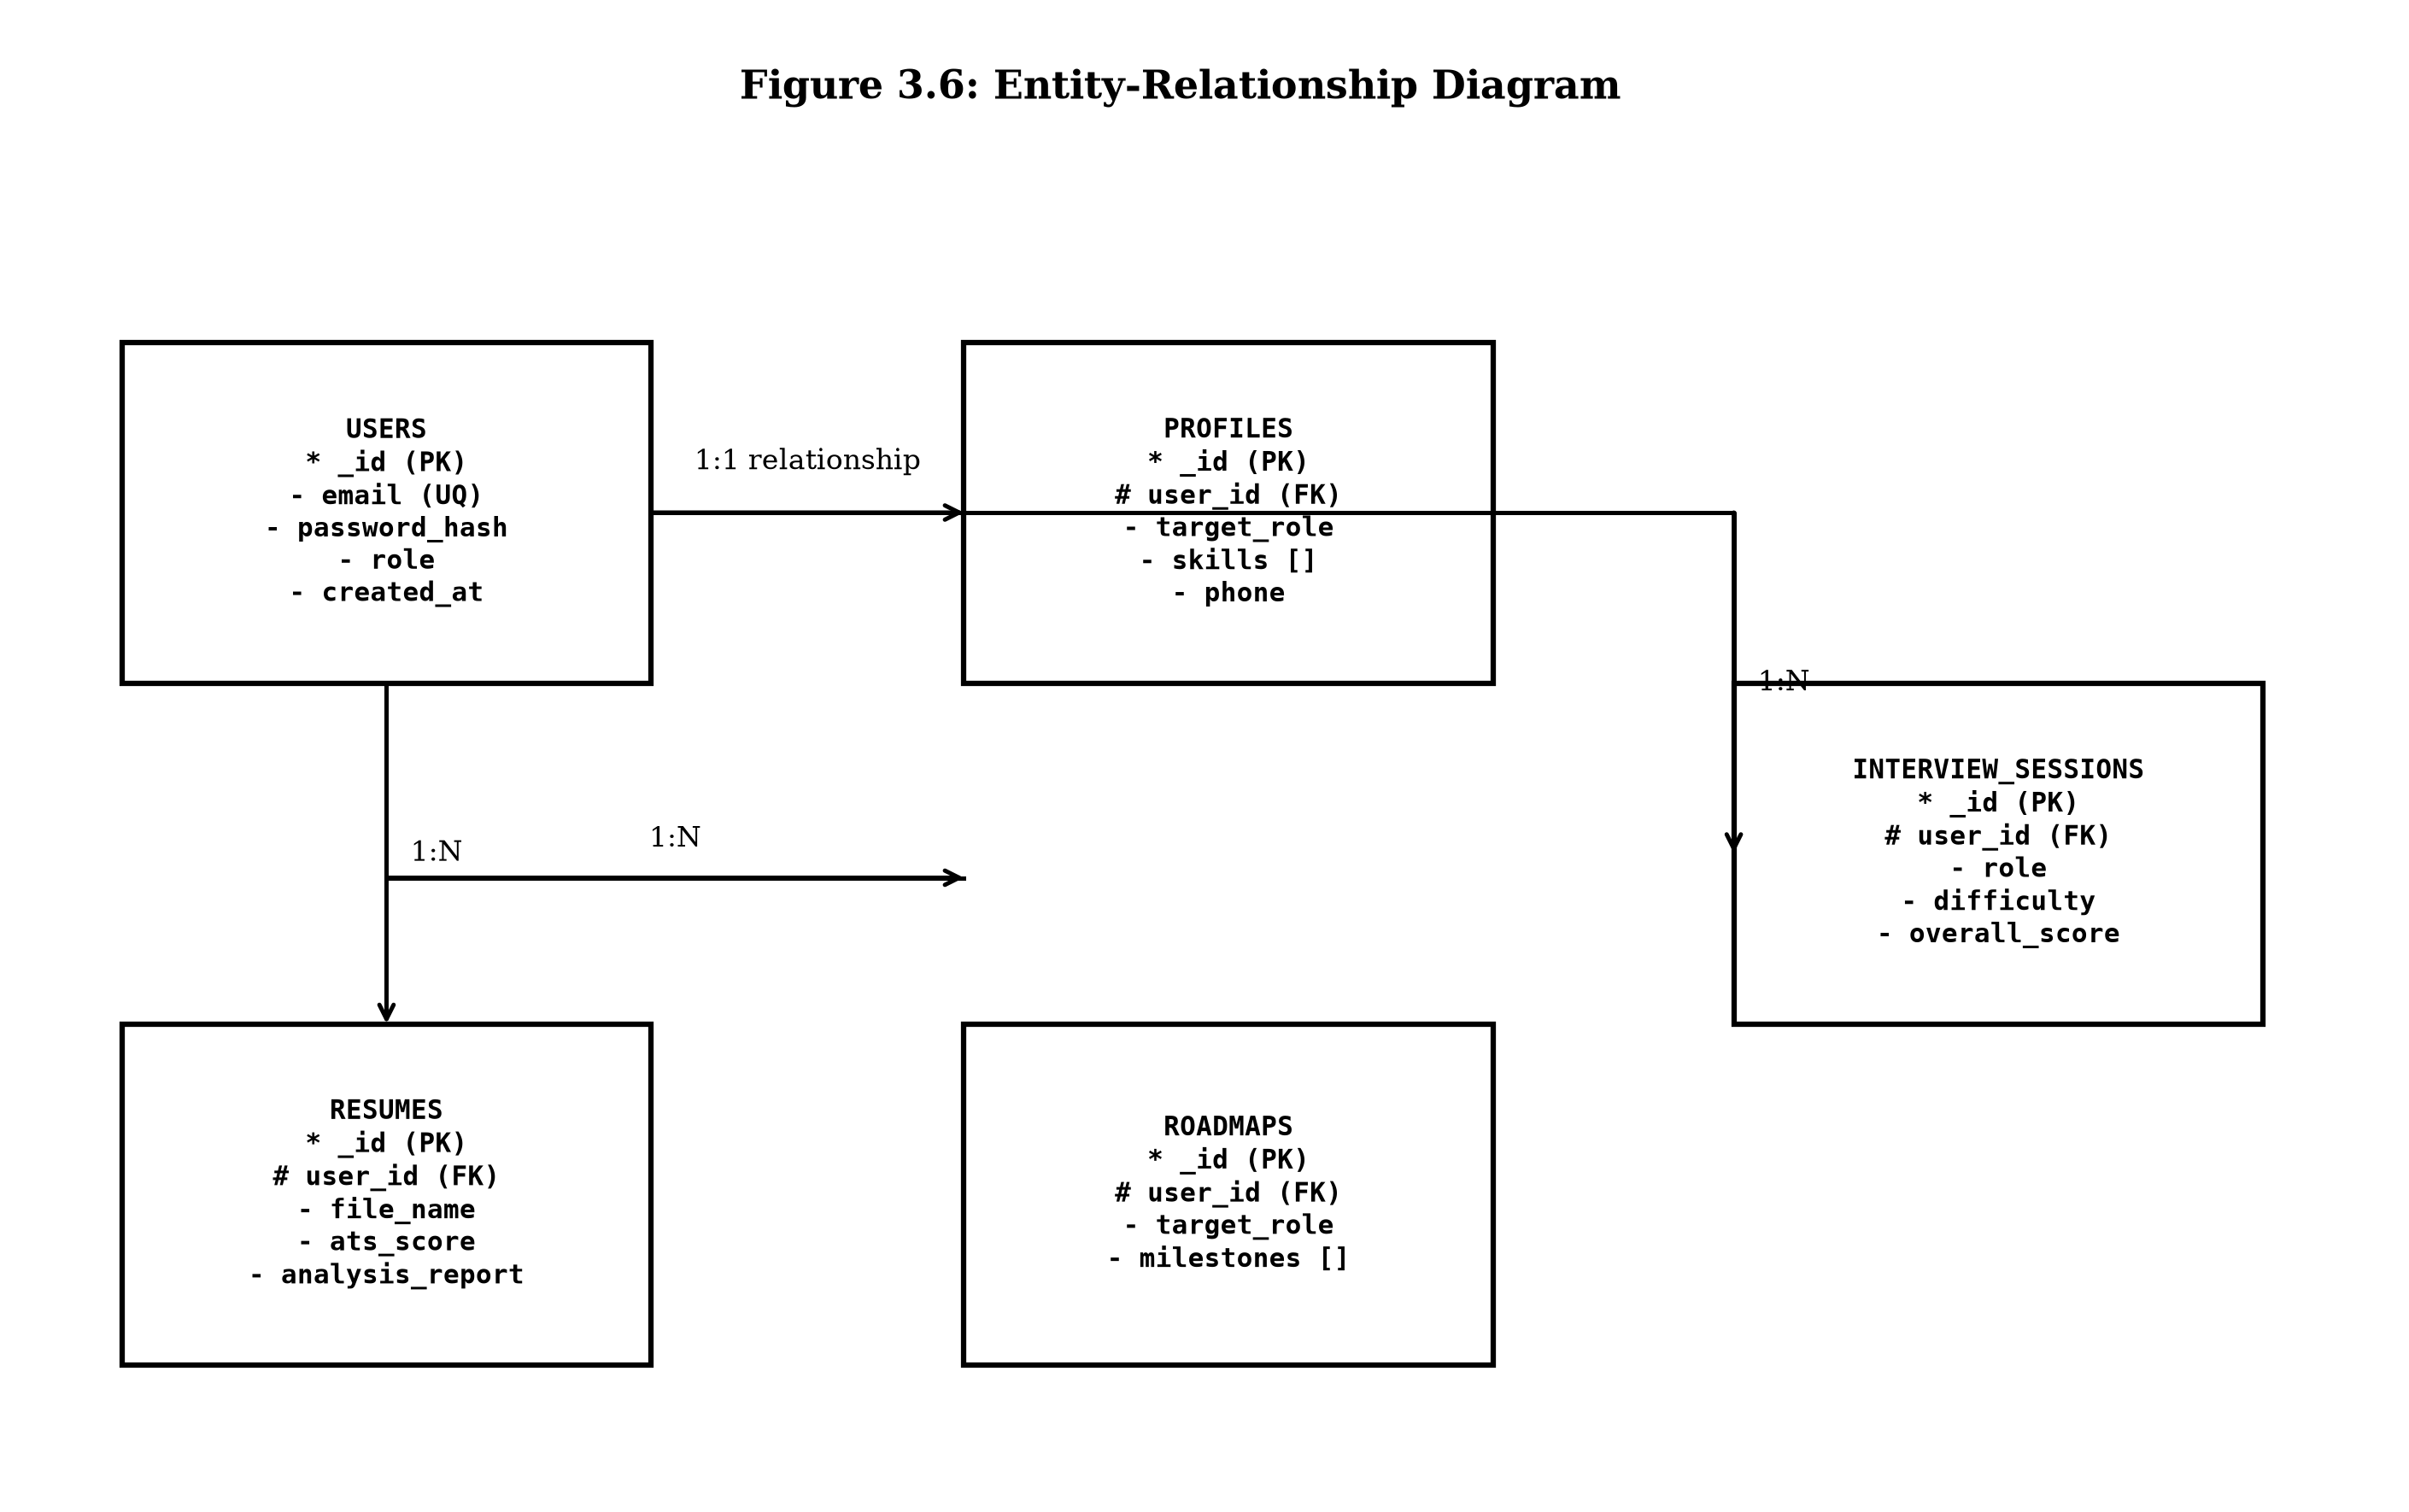 Figure 3.6: Entity-Relationship Diagram
USERS
* _id (PK)
- email (UQ)
- password_hash
- role
- created_at
1:1 relationship
PROFILES
* _id (PK)
# user_id (FK)
- target_role
- skills []
- phone
1:N
INTERVIEW_SESSIONS
* _id (PK)
# user_id (FK)
- role
- difficulty
- overall_score
1:N
1:N
RESUMES
* _id (PK)
# user_id (FK)
- file_name
- ats_score
- analysis_report
ROADMAPS
* _id (PK)
# user_id (FK)
- target_role
- milestones []